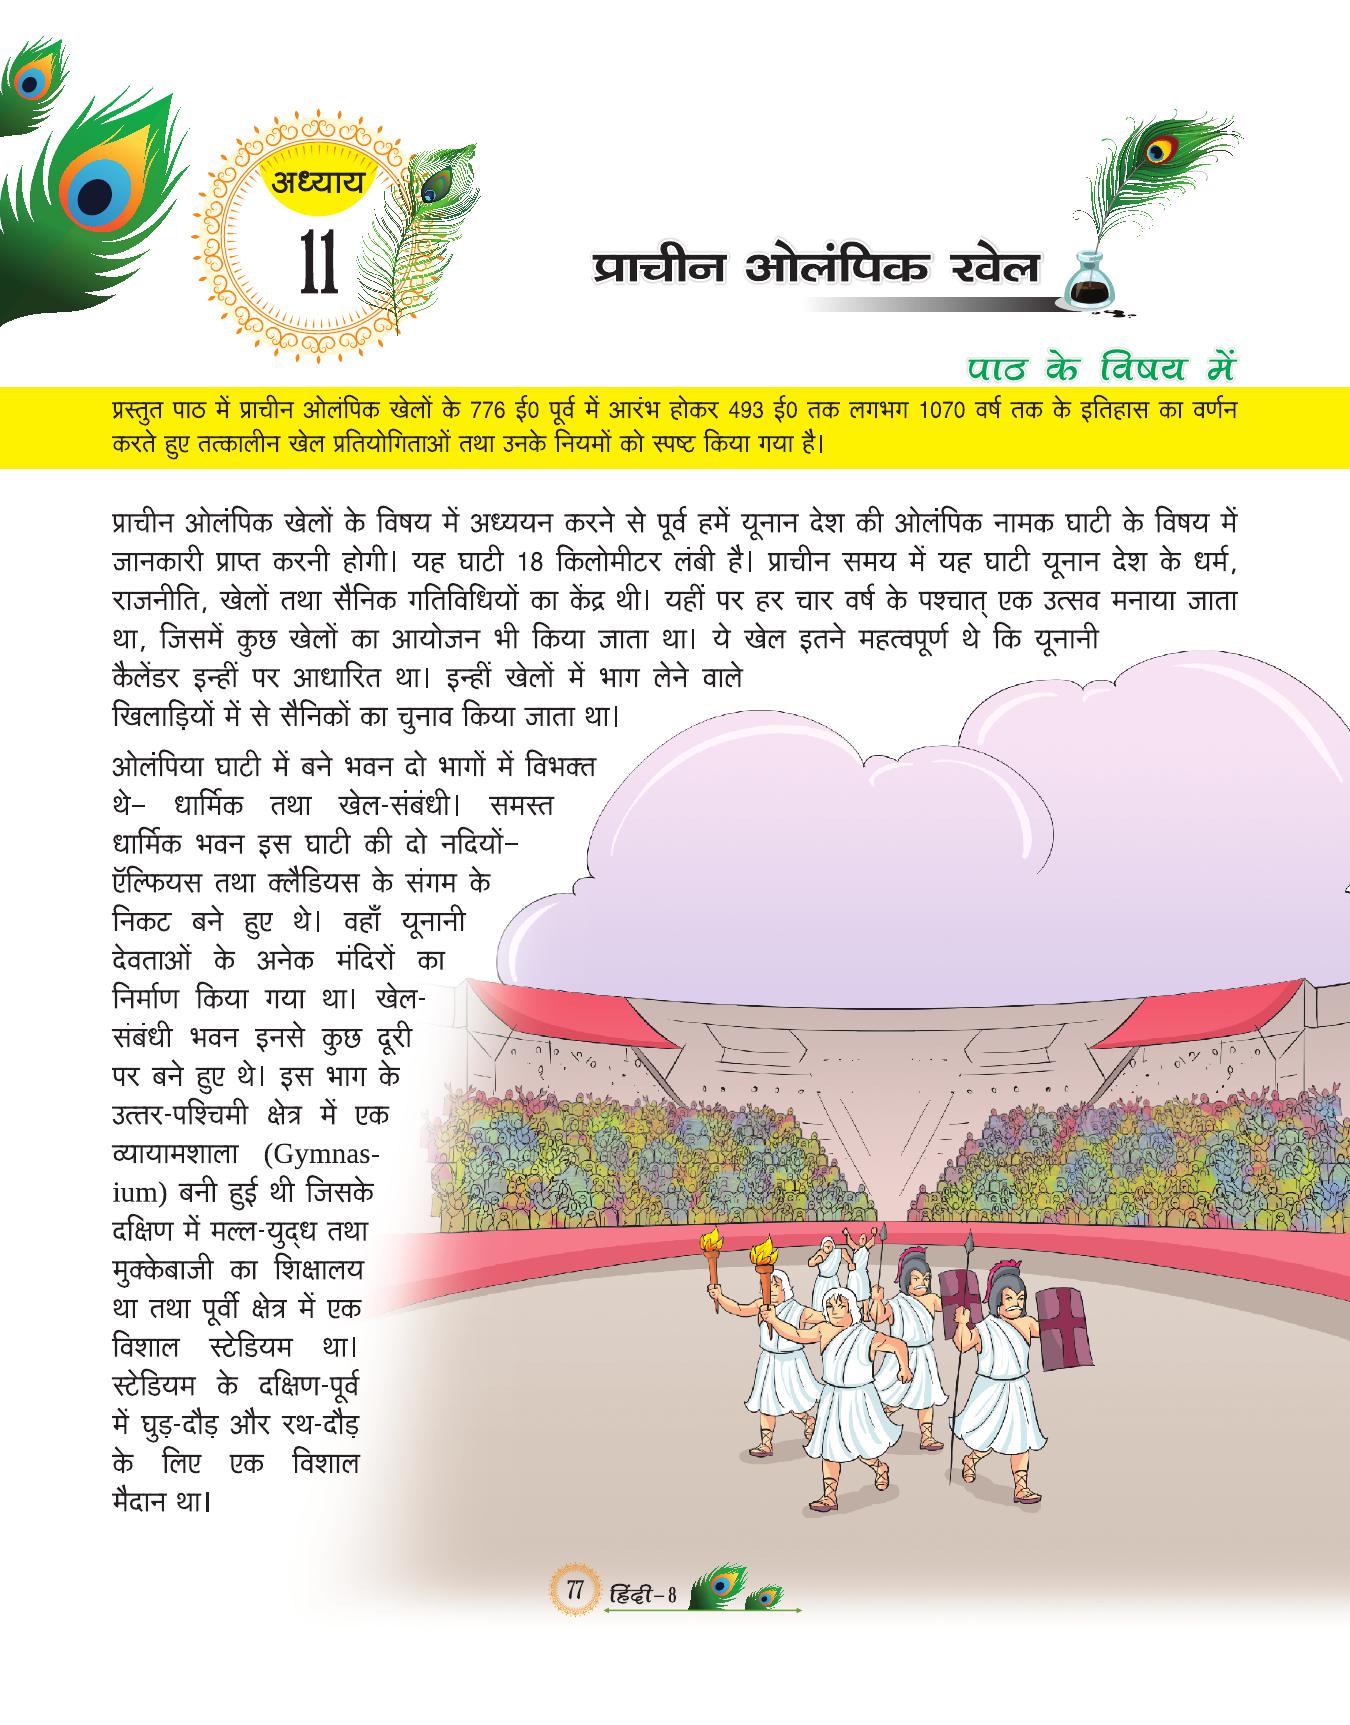 अध्याय
11
प्राचीन ओलंपिक खेल
पाठ के विषय में
प्रस्तुत पाठ में प्राचीन ओलंपिक खेलों के 776 ई0 पूर्व में आरंभ होकर 493 ई0 तक लगभग 1070 वर्ष तक के इतिहास का वर्णन
करते हुए तत्कालीन खेल प्रतियोगिताओं तथा उनके नियमों को स्पष्ट किया गया है।
प्राचीन ओलंपिक खेलों के विषय में अध्ययन करने से पूर्व हमें यूनान देश की ओलंपिक नामक घाटी के विषय में
जानकारी प्राप्त करनी होगी। यह घाटी 18 किलोमीटर लंबी है। प्राचीन समय में यह घाटी यूनान देश के धर्म,
राजनीति, खेलों तथा सैनिक गतिविधियों का केंद्र थी। यहीं पर हर चार वर्ष के पश्चात् एक उत्सव मनाया जाता
था, जिसमें कुछ खेलों का आयोजन भी किया जाता था। ये खेल इतने महत्वपूर्ण थे कि यूनानी
कैलेंडर इन्हीं पर आधारित था। इन्हीं खेलों में भाग लेने वाले
खिलाड़ियों में से सैनिकों का चुनाव किया जाता था।
ओलंपिया घाटी में बने भवन दो भागों में विभक्त
थे– धार्मिक तथा खेल-संबंधी। समस्त
धार्मिक भवन इस घाटी की दो नदियों–
ऍल्फियस तथा क्लैडियस के संगम के
निकट बने हुए थे। वहाँ यूनानी
देवताओं के अनेक मंदिरों का
निर्माण किया गया था। खेल-
संबंधी भवन इनसे कुछ दूरी
पर बने हुए थे। इस भाग के
उत्तर-पश्चिमी क्षेत्र में एक
व्यायामशाला (Gymnas-
ium) बनी हुई थी जिसके
दक्षिण में मल्ल-युद्ध तथा
मुक्केबाजी का शिक्षालय
था तथा पूर्वी क्षेत्र में एक
विशाल स्टेडियम था।
स्टेडियम के दक्षिण-पूर्व
में घुड़-दौड़ और रथ-दौड़
के लिए एक विशाल
मैदान था।
77 हिंदी–8